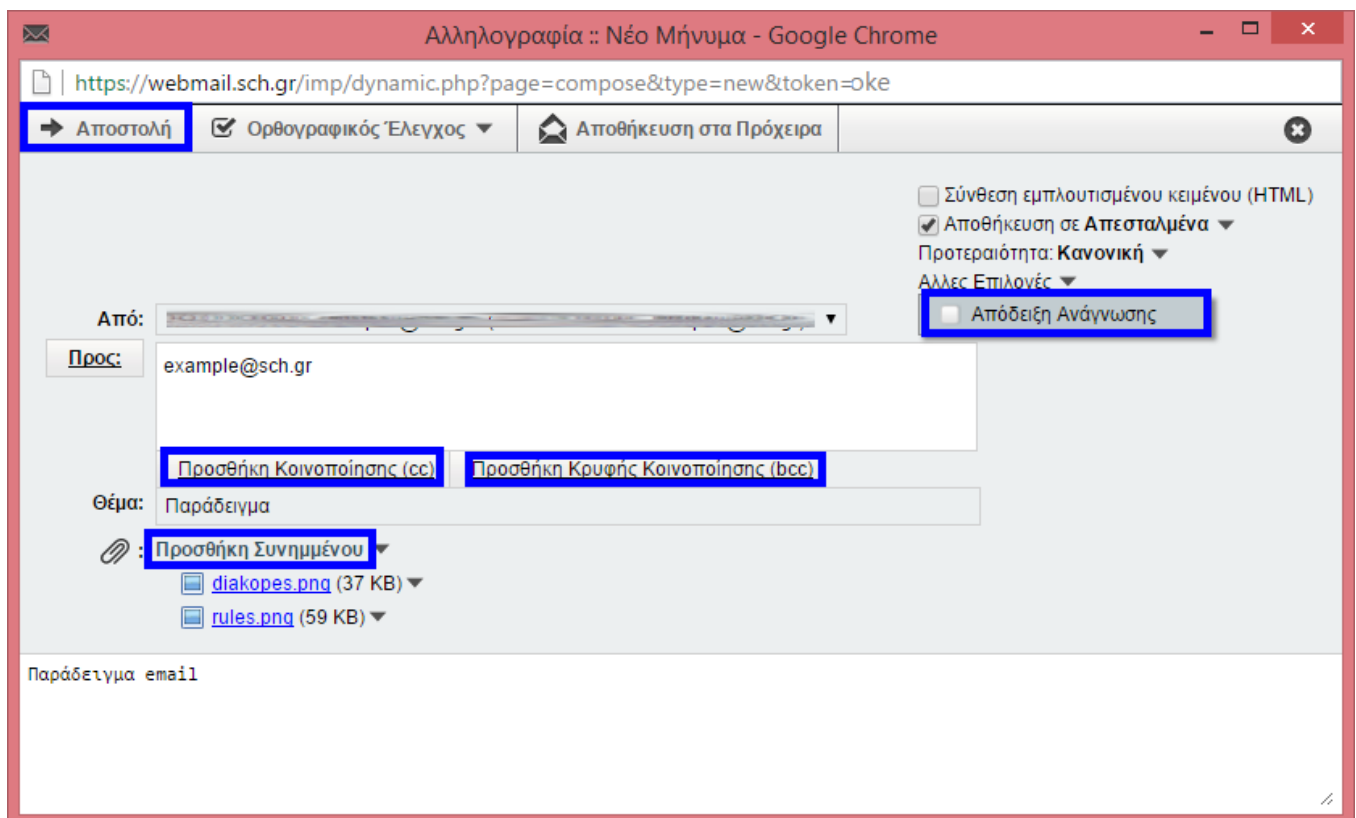 Αλληλογραφία :: Νέο Μήνυμα - Google Chrome
https://webmail.sch.gr/imp/dynamic.php?page=compose&type=new&token=oke
Αποστολή Ορθογραφικός Έλεγχος Αποθήκευση στα Πρόχειρα
Σύνθεση εμπλουτισμένου κειμένου (HTML)
Αποθήκευση σε Απεσταλμένα
Προτεραιότητα: Κανονική
Αλλες Επιλογές
Απόδειξη Ανάγνωσης
Από:
Προς: example@sch.gr
Προσθήκη Κοινοποίησης (cc) Προσθήκη Κρυφής Κοινοποίησης (bcc)
Θέμα: Παράδειγμα
: Προσθήκη Συνημμένου
diakopes.png (37 KB)
rules.png (59 KB)
Παράδειγμα email